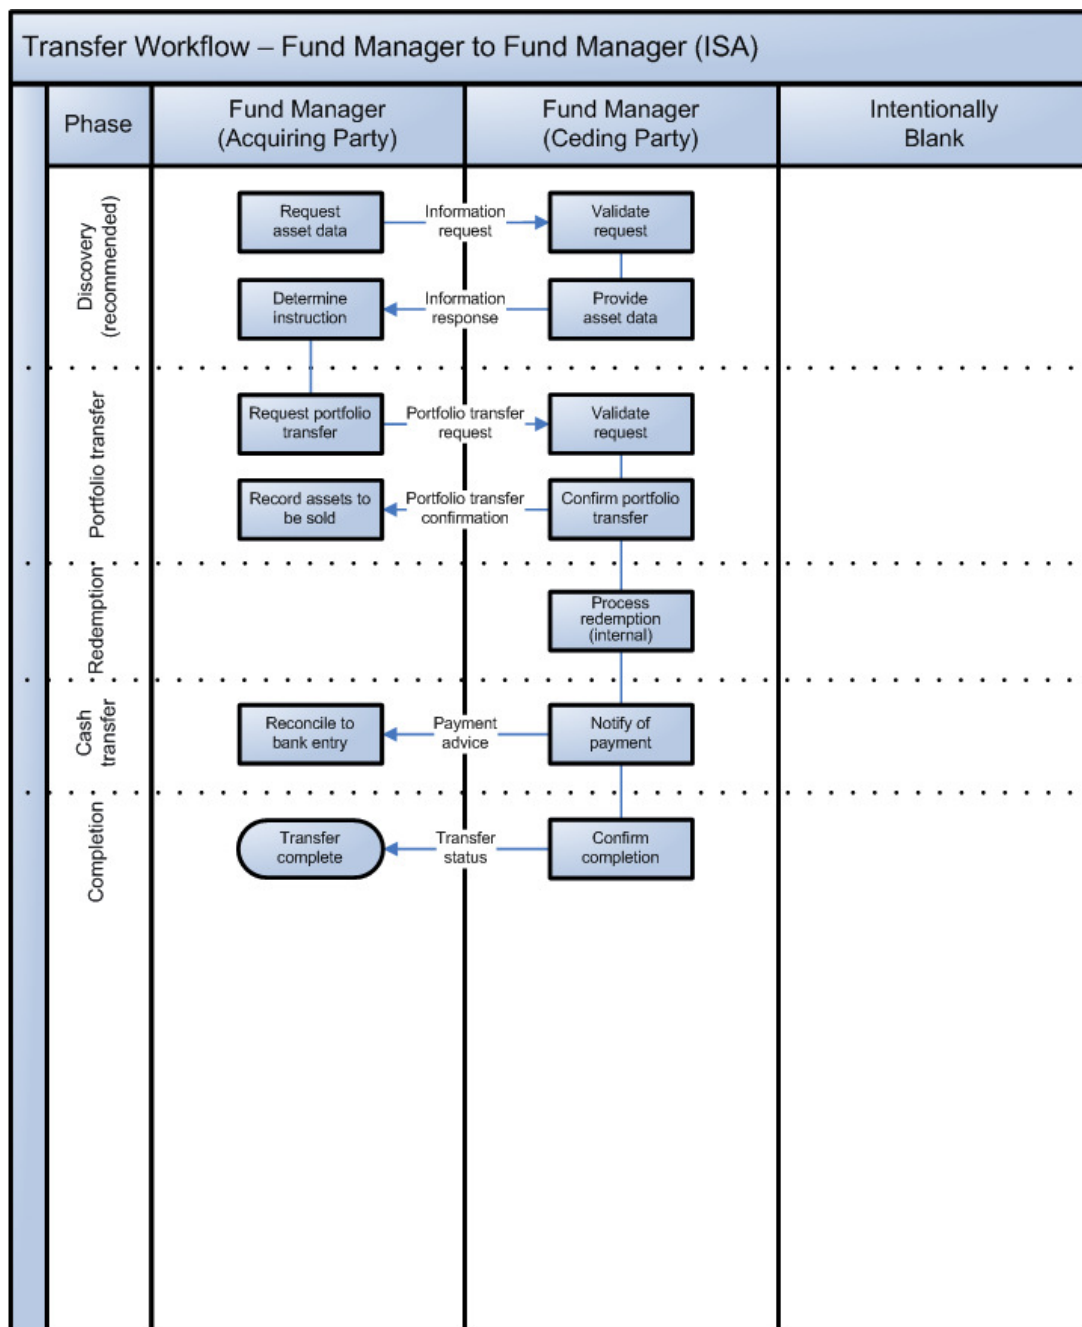 Transfer Workflow – Fund Manager to Fund Manager (ISA)
Phase
Fund Manager
(Acquiring Party)
Fund Manager
(Ceding Party)
Intentionally
Blank
Discovery
(recommended)
Request
asset data
Information
request
Validate
request
Determine
instruction
Information
response
Provide
asset data
Portfolio transfer
Request portfolio
transfer
Portfolio transfer
request
Validate
request
Record assets to
be sold
Portfolio transfer
confirmation
Confirm portfolio
transfer
Redemption
Process
redemption
(internal)
Cash
transfer
Reconcile to
bank entry
Payment
advice
Notify of
payment
Completion
Transfer
complete
Transfer
status
Confirm
completion